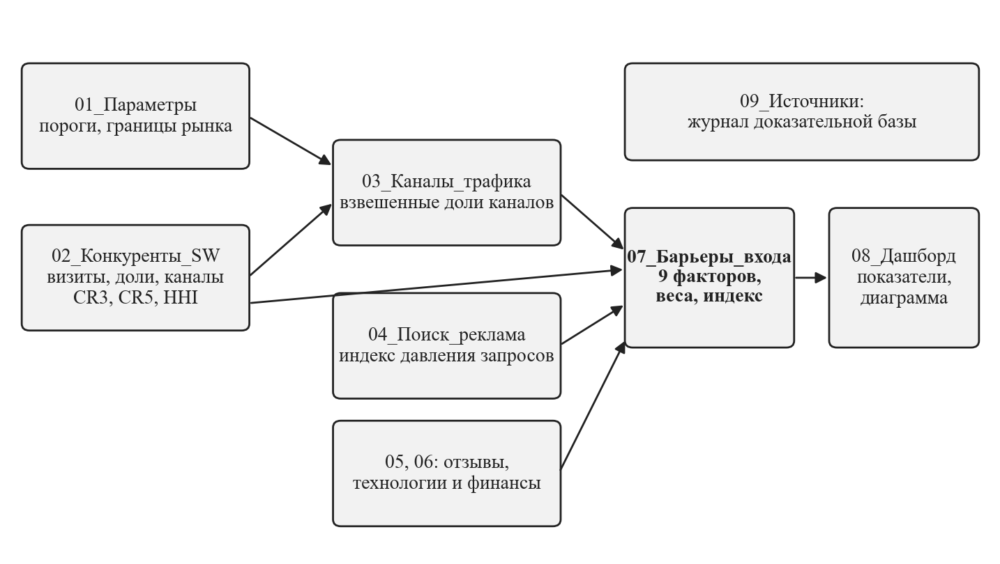 01_Параметры
пороги, границы рынка
02_Конкуренты_SW
визиты, доли, каналы
CR3, CR5, HHI
03_Каналы_трафика
взвешенные доли каналов
04_Поиск_реклама
индекс давления запросов
05, 06: отзывы,
технологии и финансы
09_Источники:
журнал доказательной базы
07_Барьеры_входа
9 факторов,
веса, индекс
08_Дашборд
показатели,
диаграмма